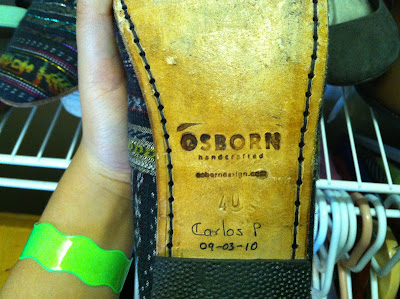 OSBORN
handcrafted
osborndesign.com
40
Carlos P
09-03-10